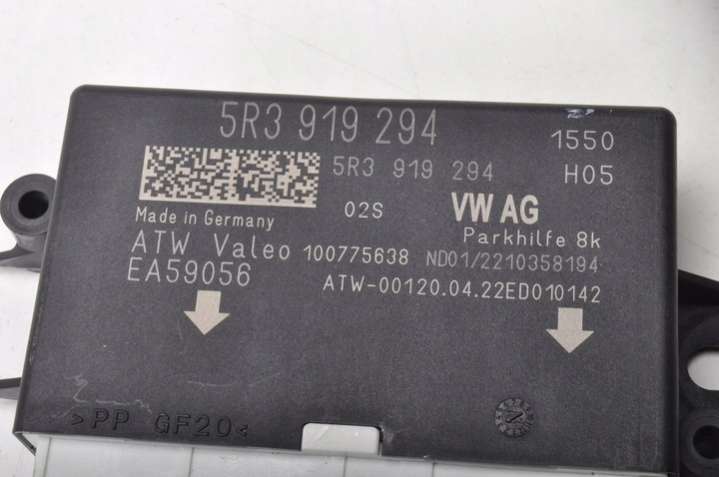 5R3 919 294
1550
5R3 919 294
H05
02S
VW AG
Made in Germany
Parkhilfe 8k
ATW Valeo 100775638 ND01/2210358194
EA59056
ATW-00120.04.22ED010142
>PP GF20<